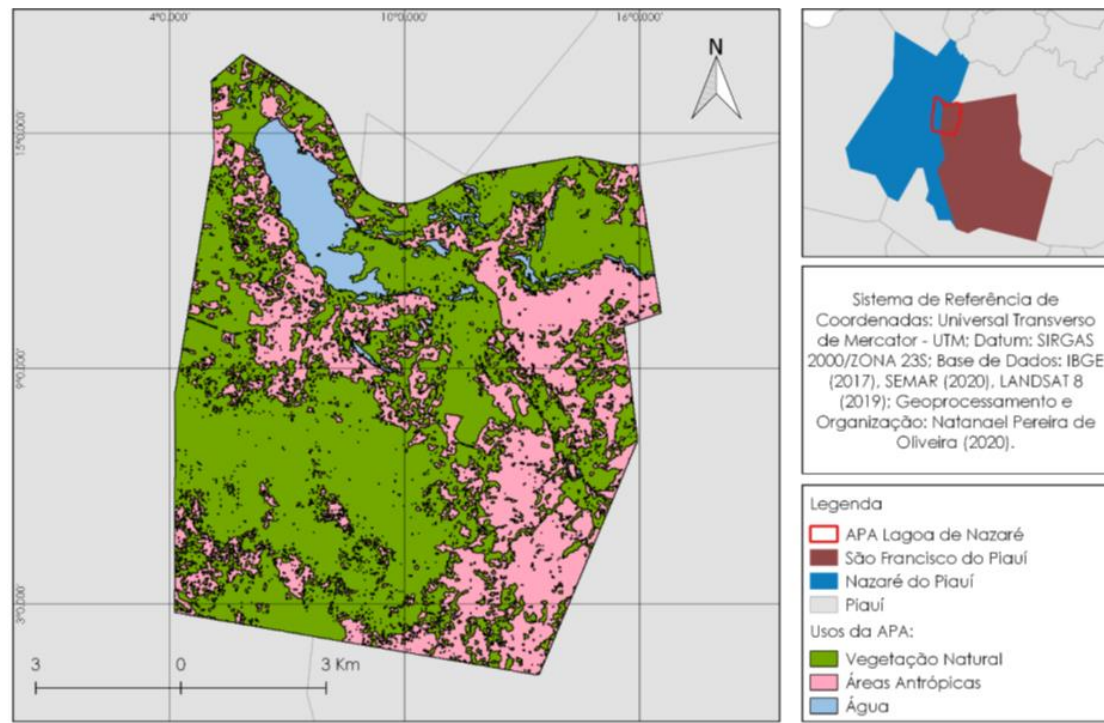 4°0.000'
10°0.000'
16°0.000'
N
15°0.000'
9°0.000'
3°0.000'
3 0 3 Km
Sistema de Referência de
Coordenadas: Universal Transverso
de Mercator - UTM; Datum: SIRGAS
2000/ZONA 23S; Base de Dados: IBGE
(2017), SEMAR (2020), LANDSAT 8
(2019); Geoprocessamento e
Organização: Natanael Pereira de
Oliveira (2020).
Legenda
APA Lagoa de Nazaré
São Francisco do Piauí
Nazaré do Piauí
Piauí
Usos da APA:
Vegetação Natural
Áreas Antrópicas
Água